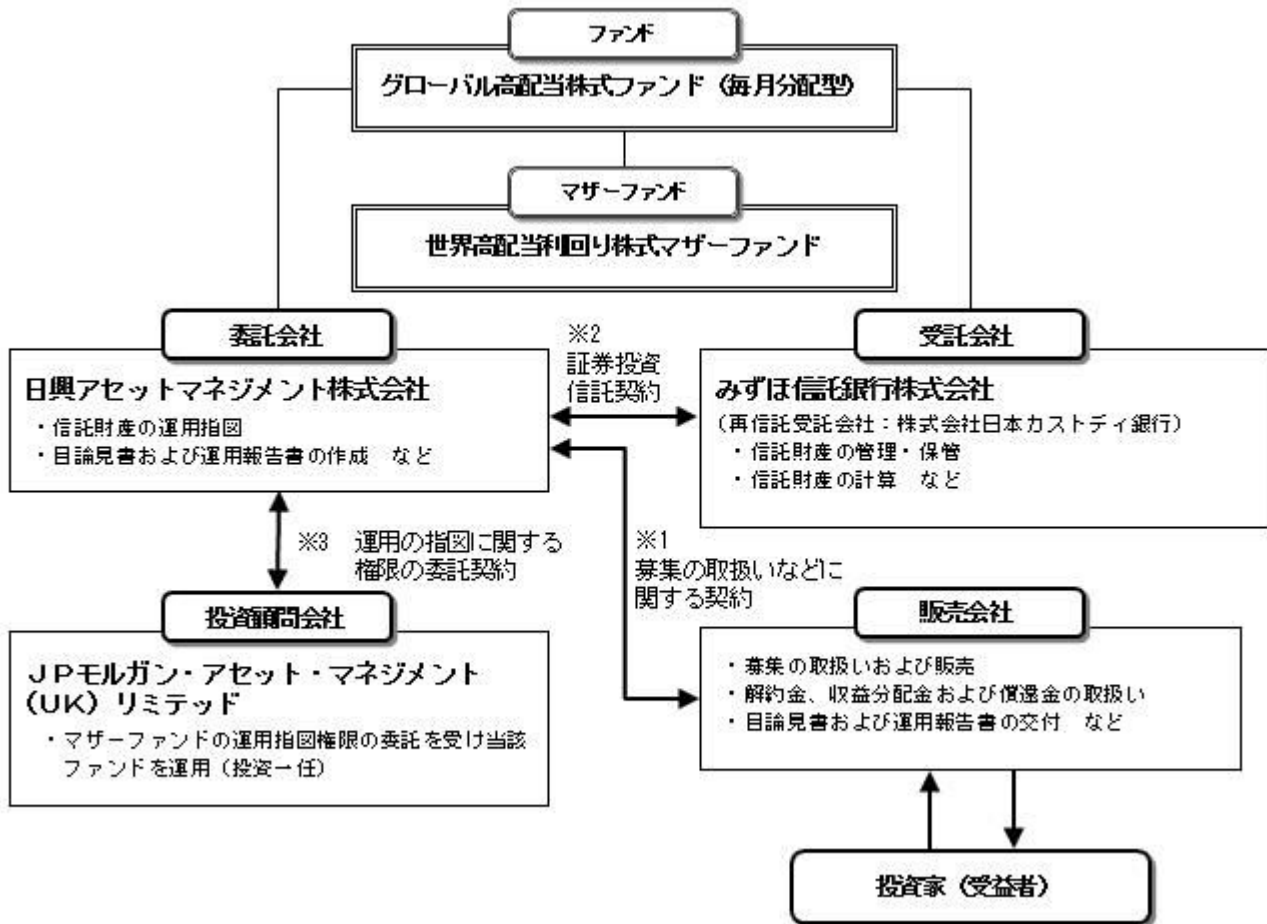 ファンド
グローバル高配当株式ファンド（毎月分配型）
マザーファンド
世界高配当利回り株式マザーファンド
委託会社
日興アセットマネジメント株式会社
・信託財産の運用指図
・目論見書および運用報告書の作成　など
※2
証券投資
信託契約
受託会社
みずほ信託銀行株式会社
（再信託受託会社：株式会社日本カストディ銀行）
・信託財産の管理・保管
・信託財産の計算　など
※3　運用の指図に関する
権限の委託契約
※1
募集の取扱いなどに
関する契約
投資顧問会社
ＪＰモルガン・アセット・マネジメント
（UK）リミテッド
・マザーファンドの運用指図権限の委託を受け当該
ファンドを運用（投資一任）
販売会社
・募集の取扱いおよび販売
・解約金、収益分配金および償還金の取扱い
・目論見書および運用報告書の交付　など
投資家（受益者）